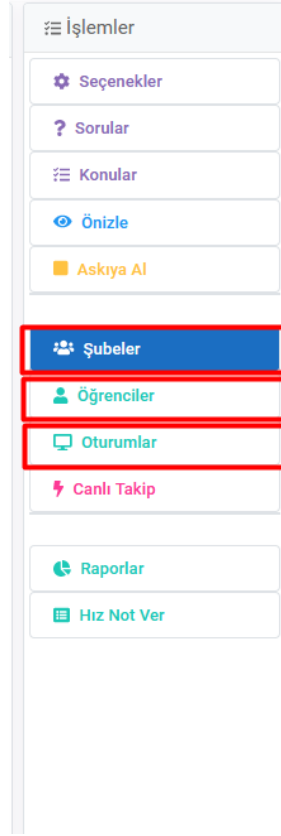 İşlemler
Seçenekler
Sorular
Konular
Önizle
Askıya Al
Şubeler
Öğrenciler
Oturumlar
Canlı Takip
Raporlar
Hız Not Ver